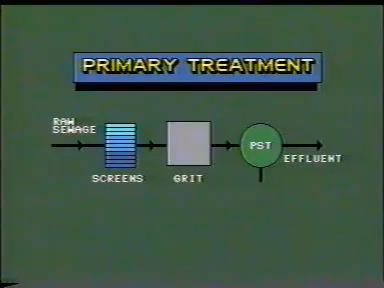 PRIMARY TREATMENT
RAW
SEWAGE
PST
EFFLUENT
SCREENS
GRIT